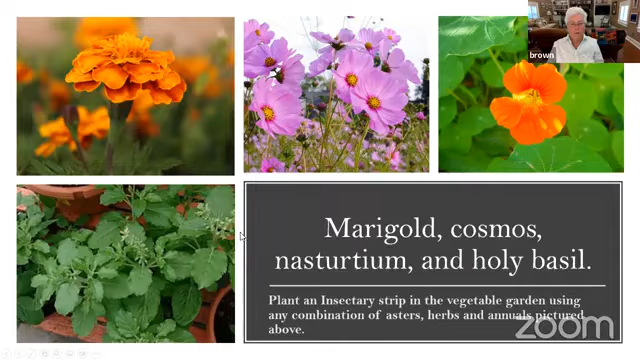 brown
Marigold, cosmos,
nasturtium, and holy basil.
Plant an Insectary strip in the vegetable garden using
any combination of asters, herbs and annuals pictured
above.
zoom